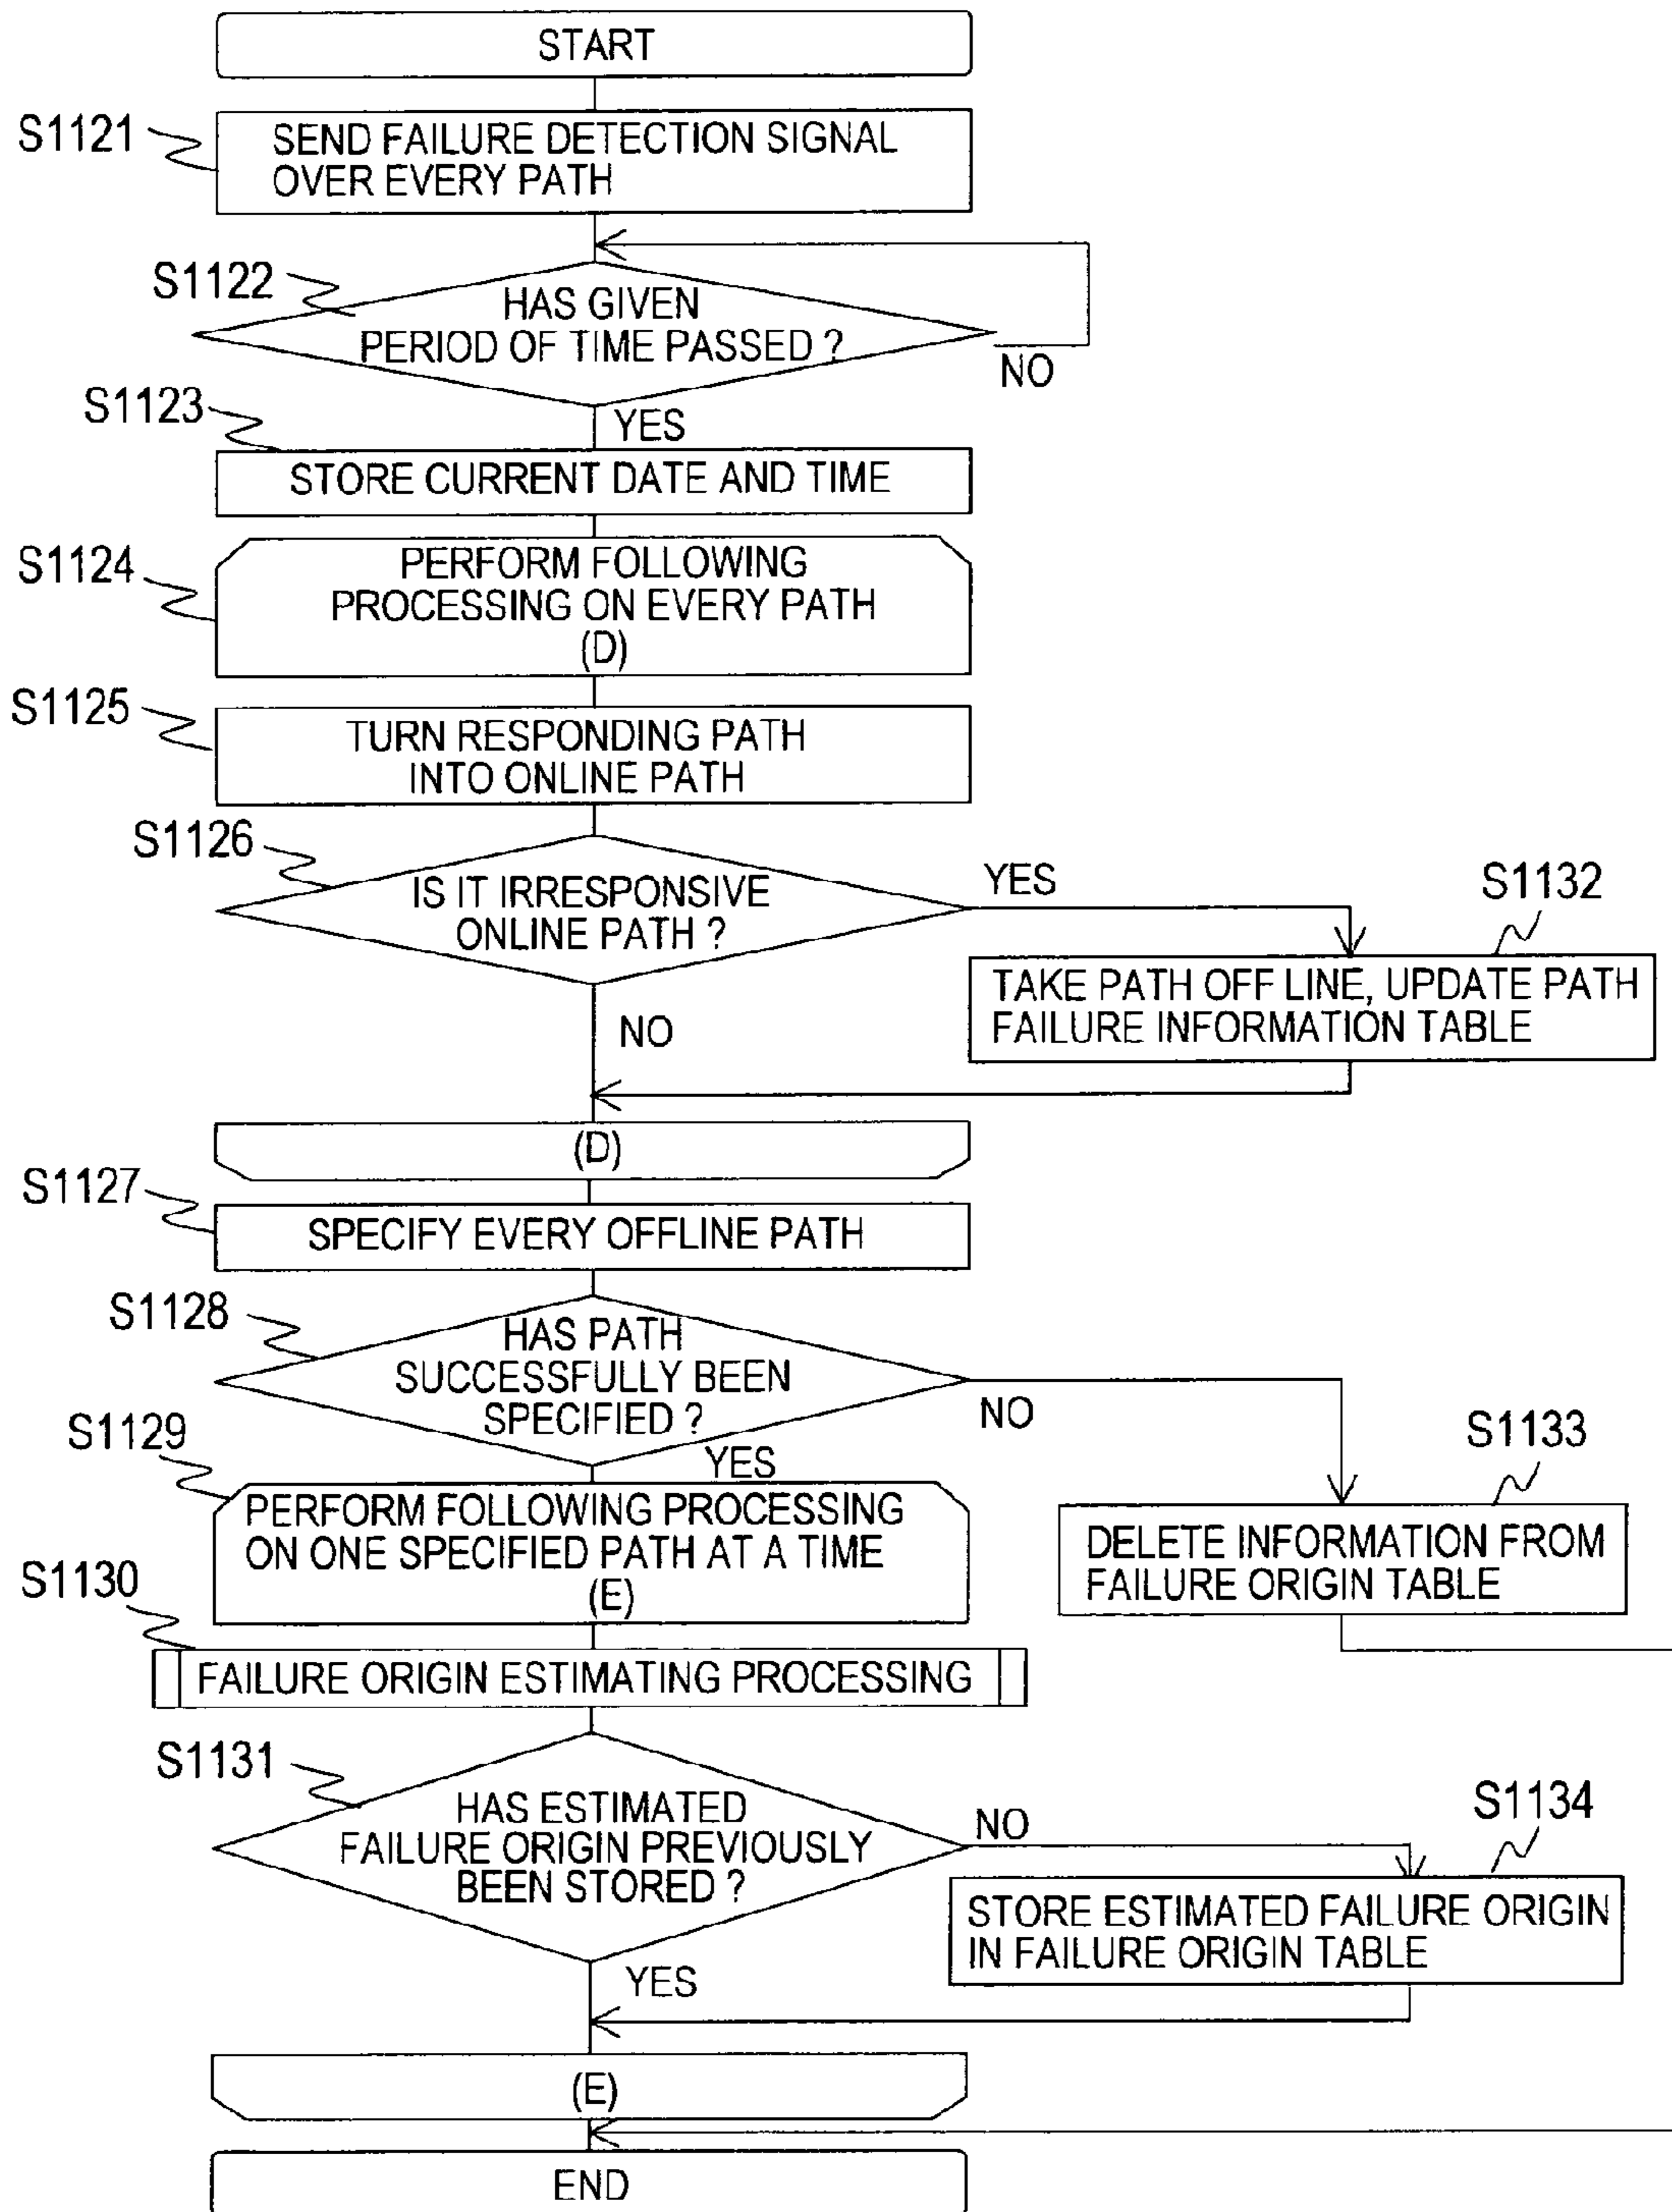 START
S1121
SEND FAILURE DETECTION SIGNAL
OVER EVERY PATH
S1122
HAS GIVEN
PERIOD OF TIME PASSED ?
NO
YES
S1123
STORE CURRENT DATE AND TIME
S1124
PERFORM FOLLOWING
PROCESSING ON EVERY PATH
(D)
S1125
TURN RESPONDING PATH
INTO ONLINE PATH
S1126
IS IT IRRESPONSIVE
ONLINE PATH ?
YES
S1132
TAKE PATH OFF LINE, UPDATE PATH
FAILURE INFORMATION TABLE
NO
(D)
S1127
SPECIFY EVERY OFFLINE PATH
S1128
HAS PATH
SUCCESSFULLY BEEN
SPECIFIED ?
NO
YES
S1133
DELETE INFORMATION FROM
FAILURE ORIGIN TABLE
S1129
PERFORM FOLLOWING PROCESSING
ON ONE SPECIFIED PATH AT A TIME
(E)
S1130
FAILURE ORIGIN ESTIMATING PROCESSING
S1131
HAS ESTIMATED
FAILURE ORIGIN PREVIOUSLY
BEEN STORED ?
NO
S1134
STORE ESTIMATED FAILURE ORIGIN
IN FAILURE ORIGIN TABLE
YES
(E)
END